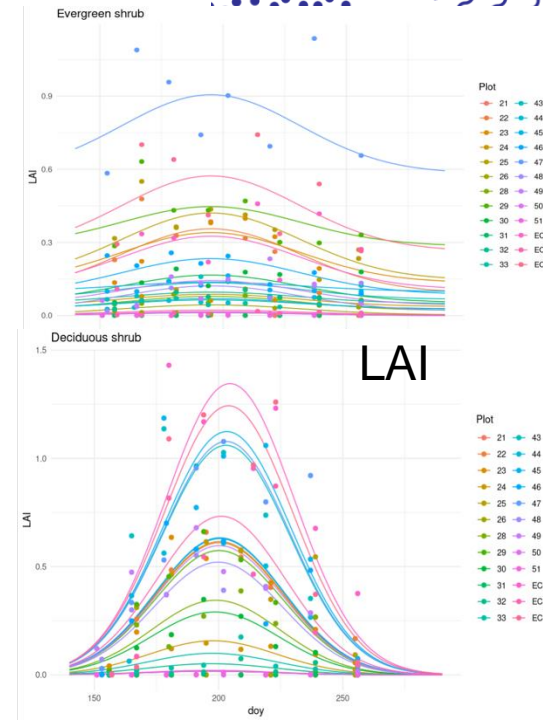 Evergreen shrub
LAI
0.9
0.6
0.3
0.0
Plot
21 43
22 44
23 45
24 46
25 47
26 48
28 49
29 50
30 51
31 EC
32 EC
33 EC
Deciduous shrub
LAI
LAI
1.5
1.0
0.5
0.0
150 200 250
doy
Plot
21 43
22 44
23 45
24 46
25 47
26 48
28 49
29 50
30 51
31 EC
32 EC
33 EC